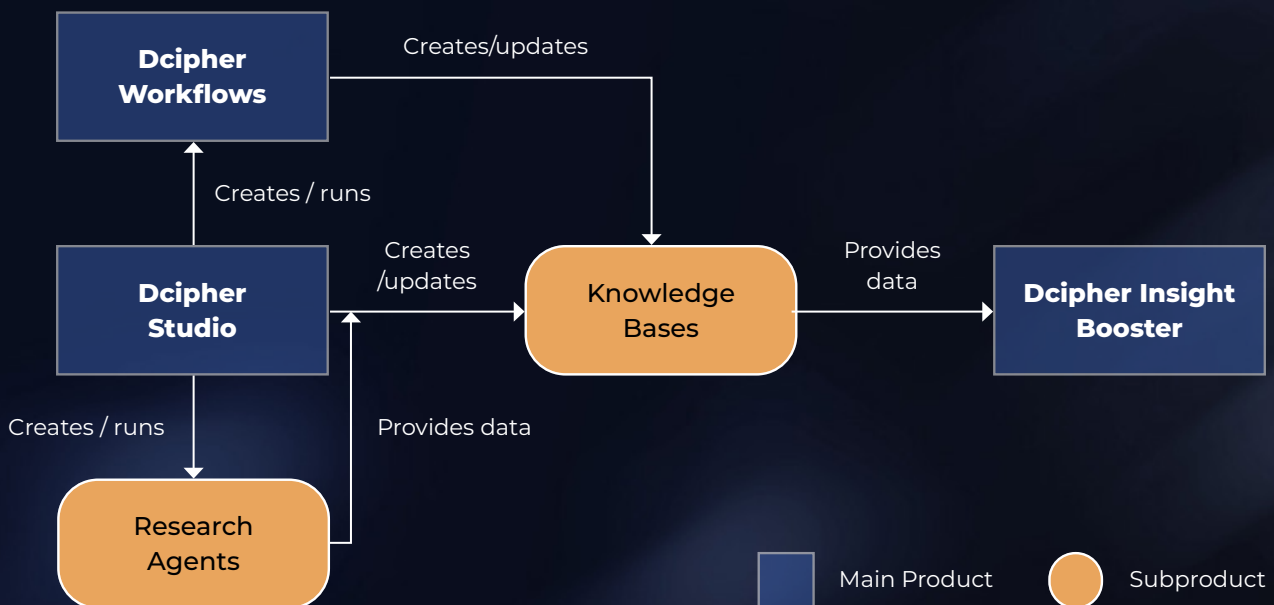 Dcipher
Workflows
Creates/updates
Creates / runs
Dcipher
Studio
Creates
/updates
Knowledge
Bases
Provides
data
Dcipher Insight
Booster
Creates / runs
Provides data
Research
Agents
Main Product
Subproduct